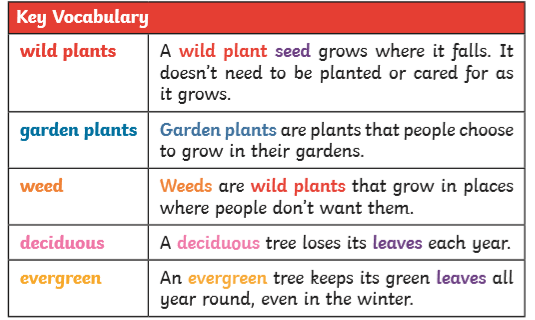 Key Vocabulary
wild plants
A wild plant seed grows where it falls. It
doesn't need to be planted or cared for as
it grows.
garden plants
Garden plants are plants that people choose
to grow in their gardens.
weed
Weeds are wild plants that grow in places
where people don't want them.
deciduous
A deciduous tree loses its leaves each year.
evergreen
An evergreen tree keeps its green leaves all
year round, even in the winter.